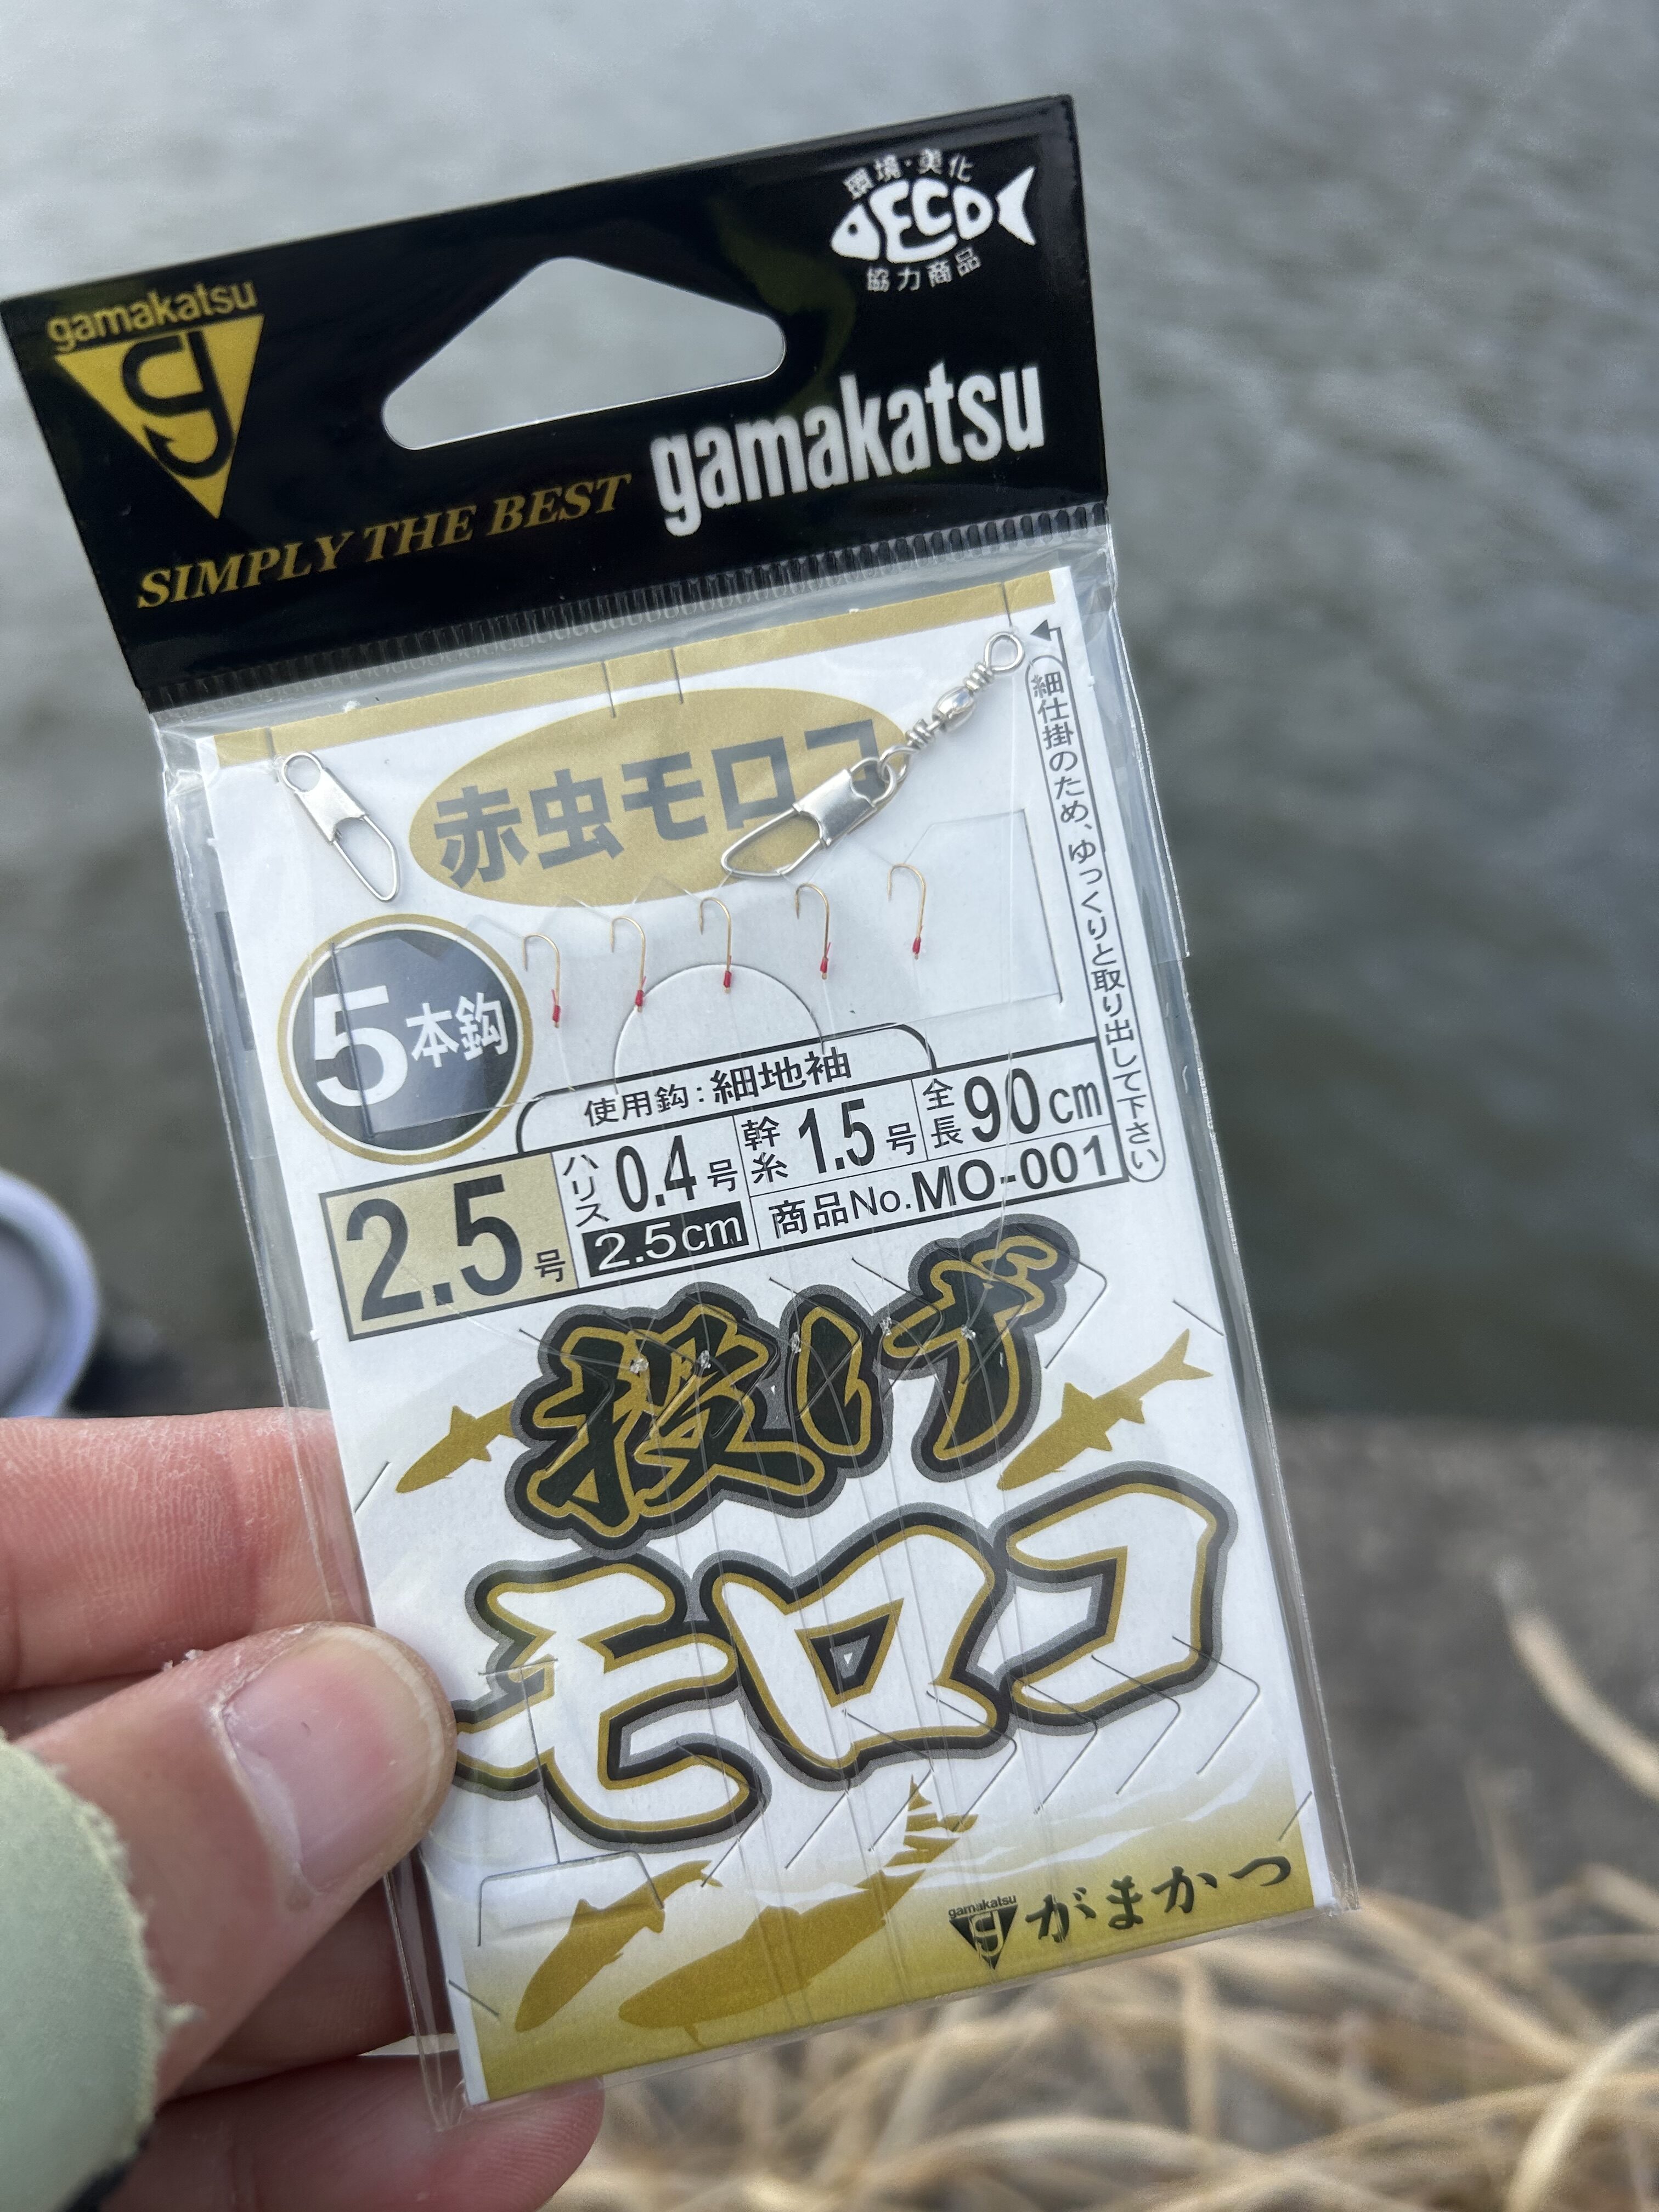 環境・美化
ECO
協力商品
gamakatsu
g
SIMPLY THE BEST
gamakatsu
細仕掛のため、ゆっくりと取り出して下さい
赤虫モロコ
5本鈎
使用鈎:細地袖
2.5号
ハリス 0.4号
2.5cm
幹糸 1.5号
全長 90cm
商品No.MO-001
投げ
モロコ
gamakatsu
がまかつ